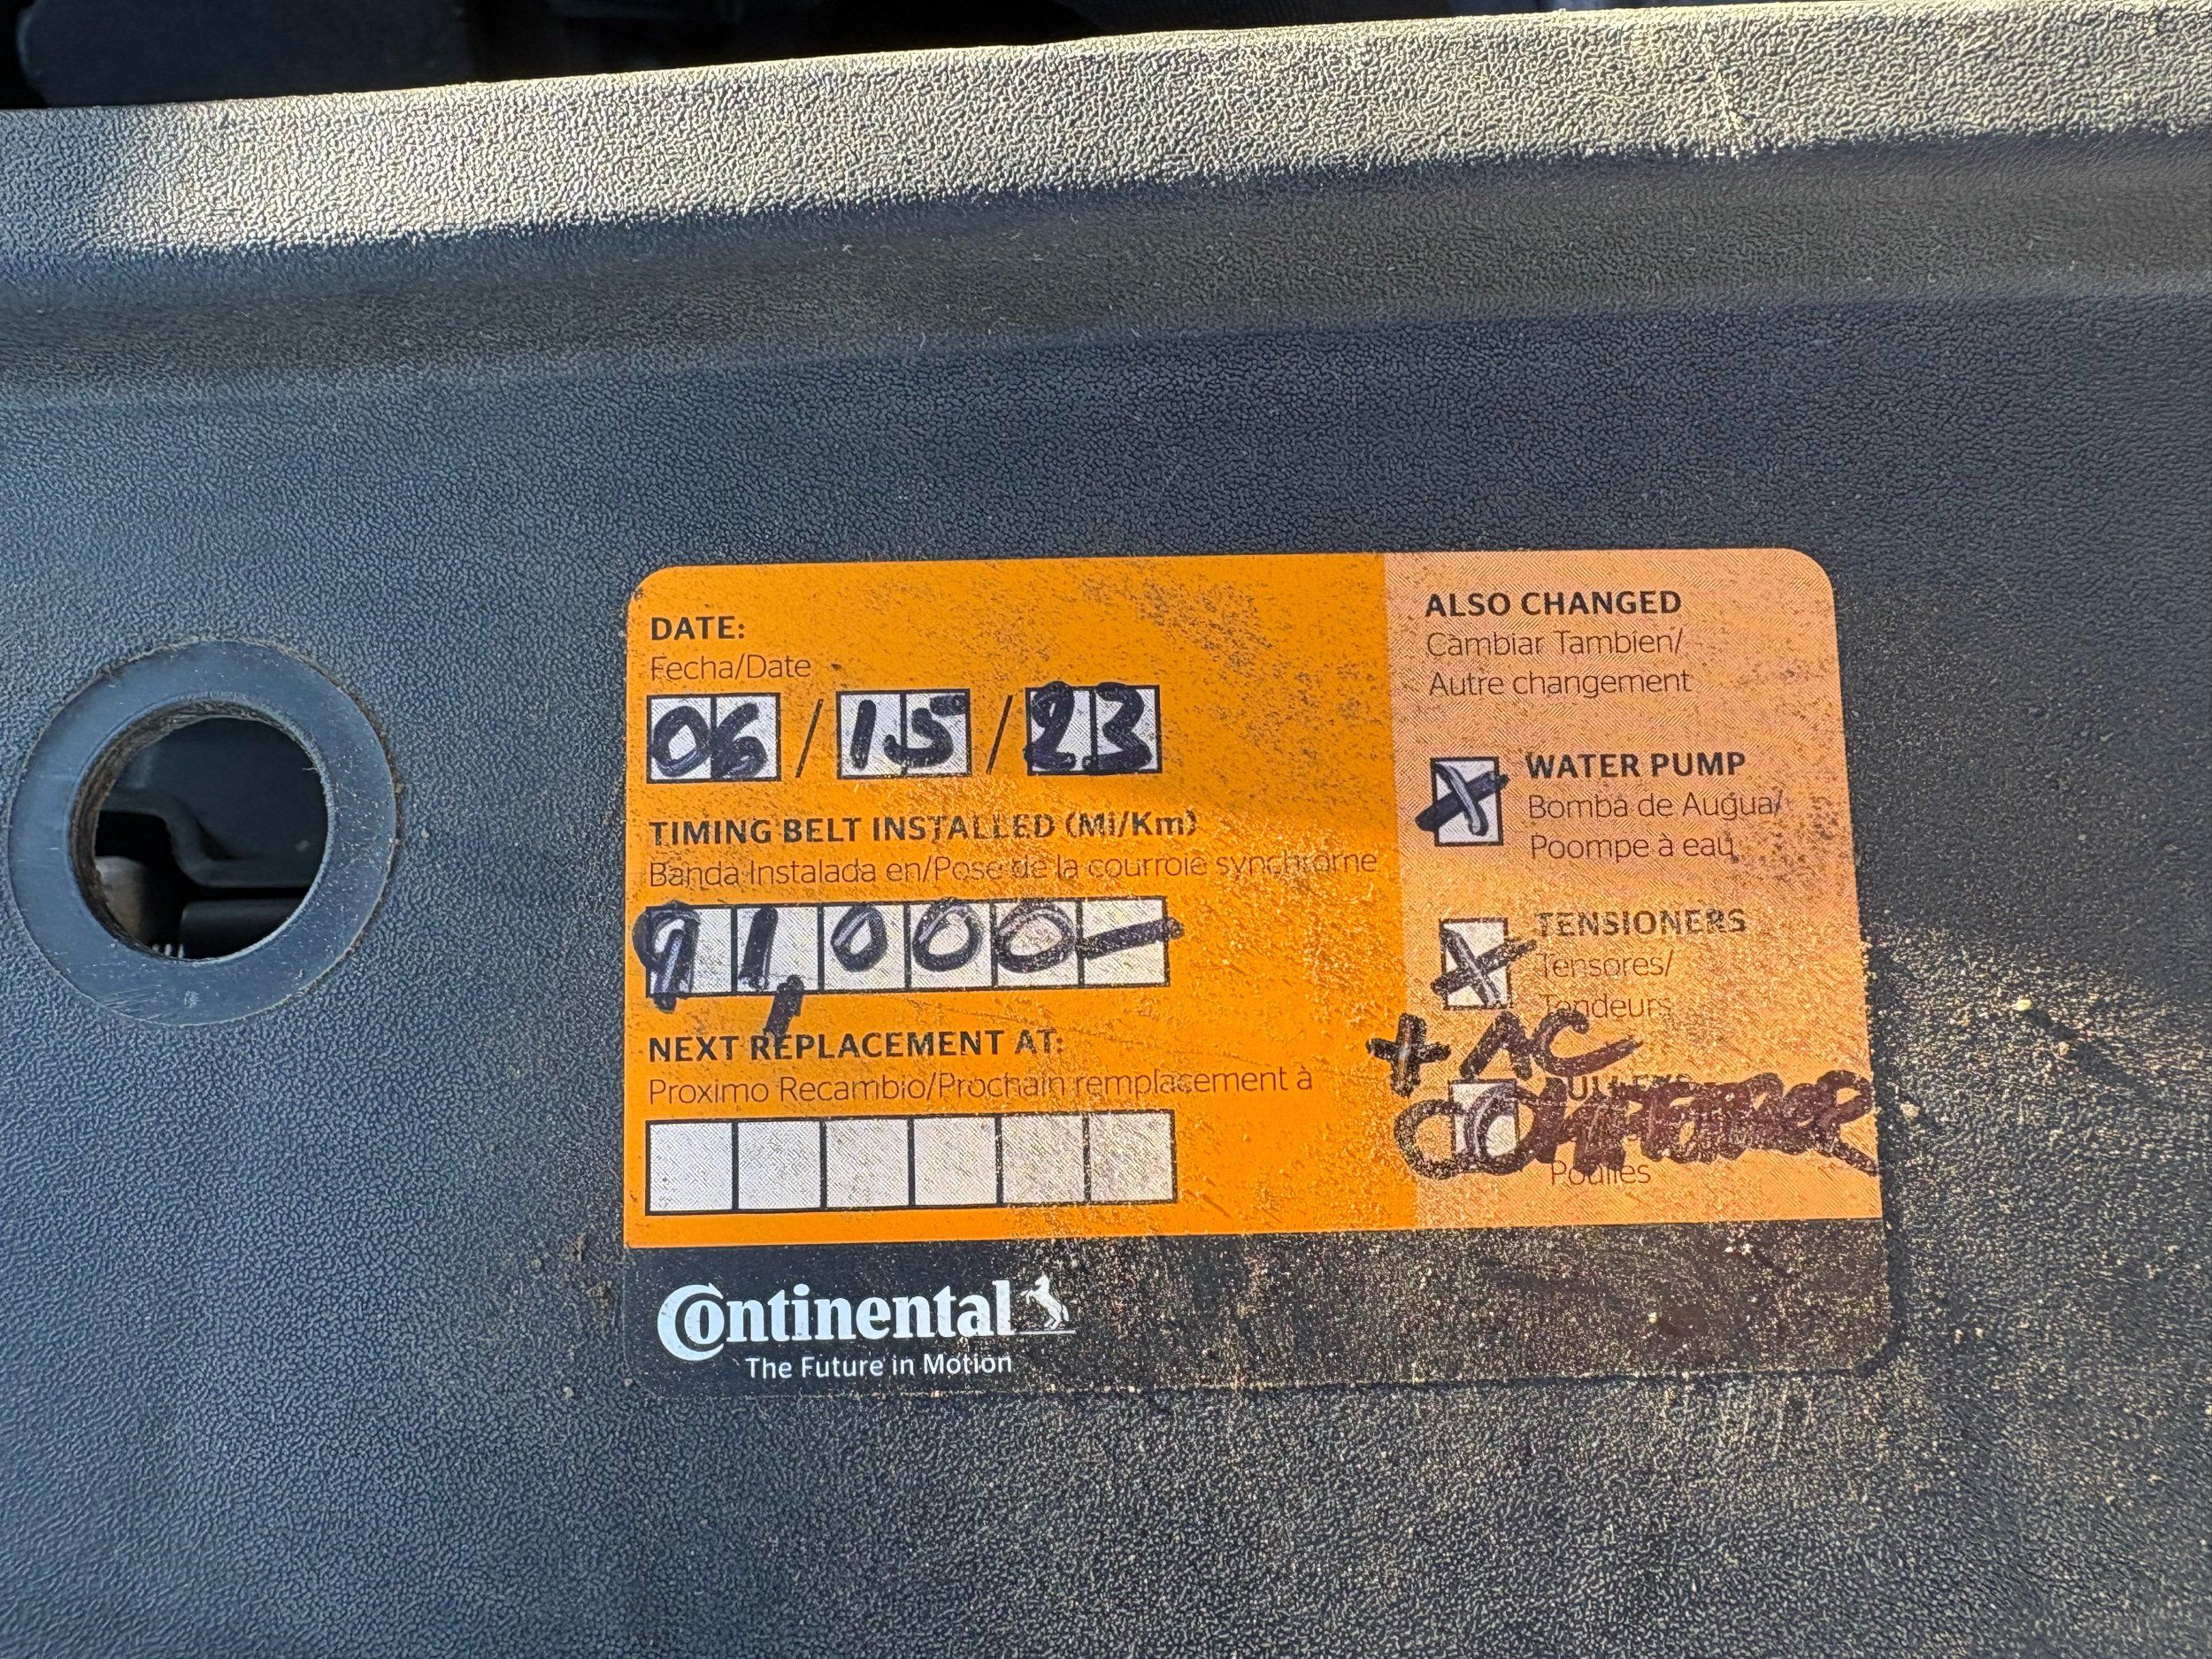 DATE:
Fecha/Date
06 / 15 / 23
TIMING BELT INSTALLED (Mi/Km)
Banda Instalada en/Pose de la courroie synchrorne
91,000-
NEXT REPLACEMENT AT:
Proximo Recambio/Prochain remplacement à
Continental
The Future in Motion
ALSO CHANGED
Cambiar Tambien/
Autre changement
X WATER PUMP
Bomba de Augua/
Poompe à eau
X TENSIONERS
Tensores/
Tendeurs
+ AC
Poulies